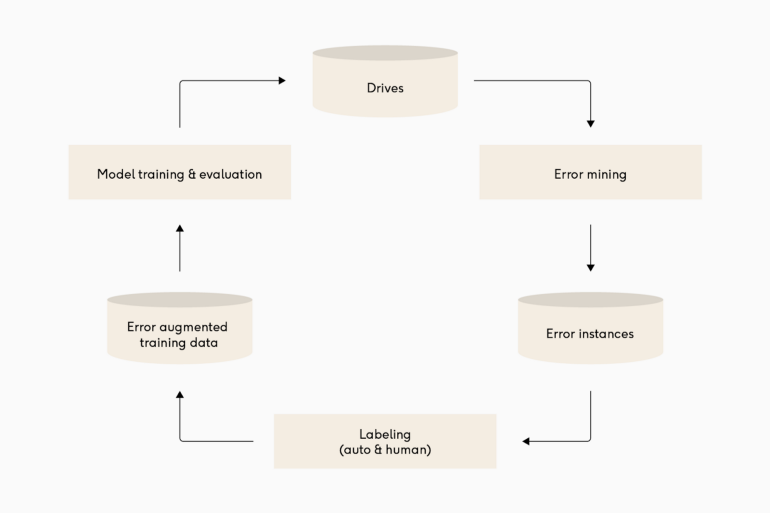 Drives
Model training & evaluation
Error mining
Error augmented
training data
Error instances
Labeling
(auto & human)